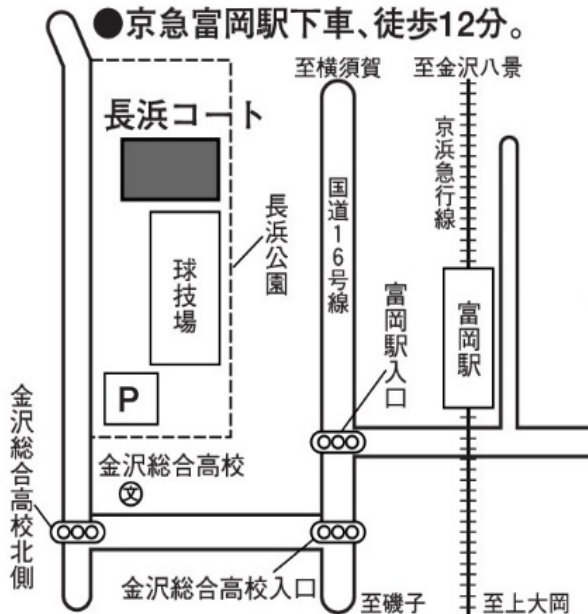 ●京急富岡駅下車、徒歩12分。
至横須賀
至金沢八景
長浜コート
京浜急行線
国道16号線
長浜公園
球技場
富岡駅入口
富岡駅
P
金沢総合高校北側
金沢総合高校
文
金沢総合高校入口
至磯子
至上大岡